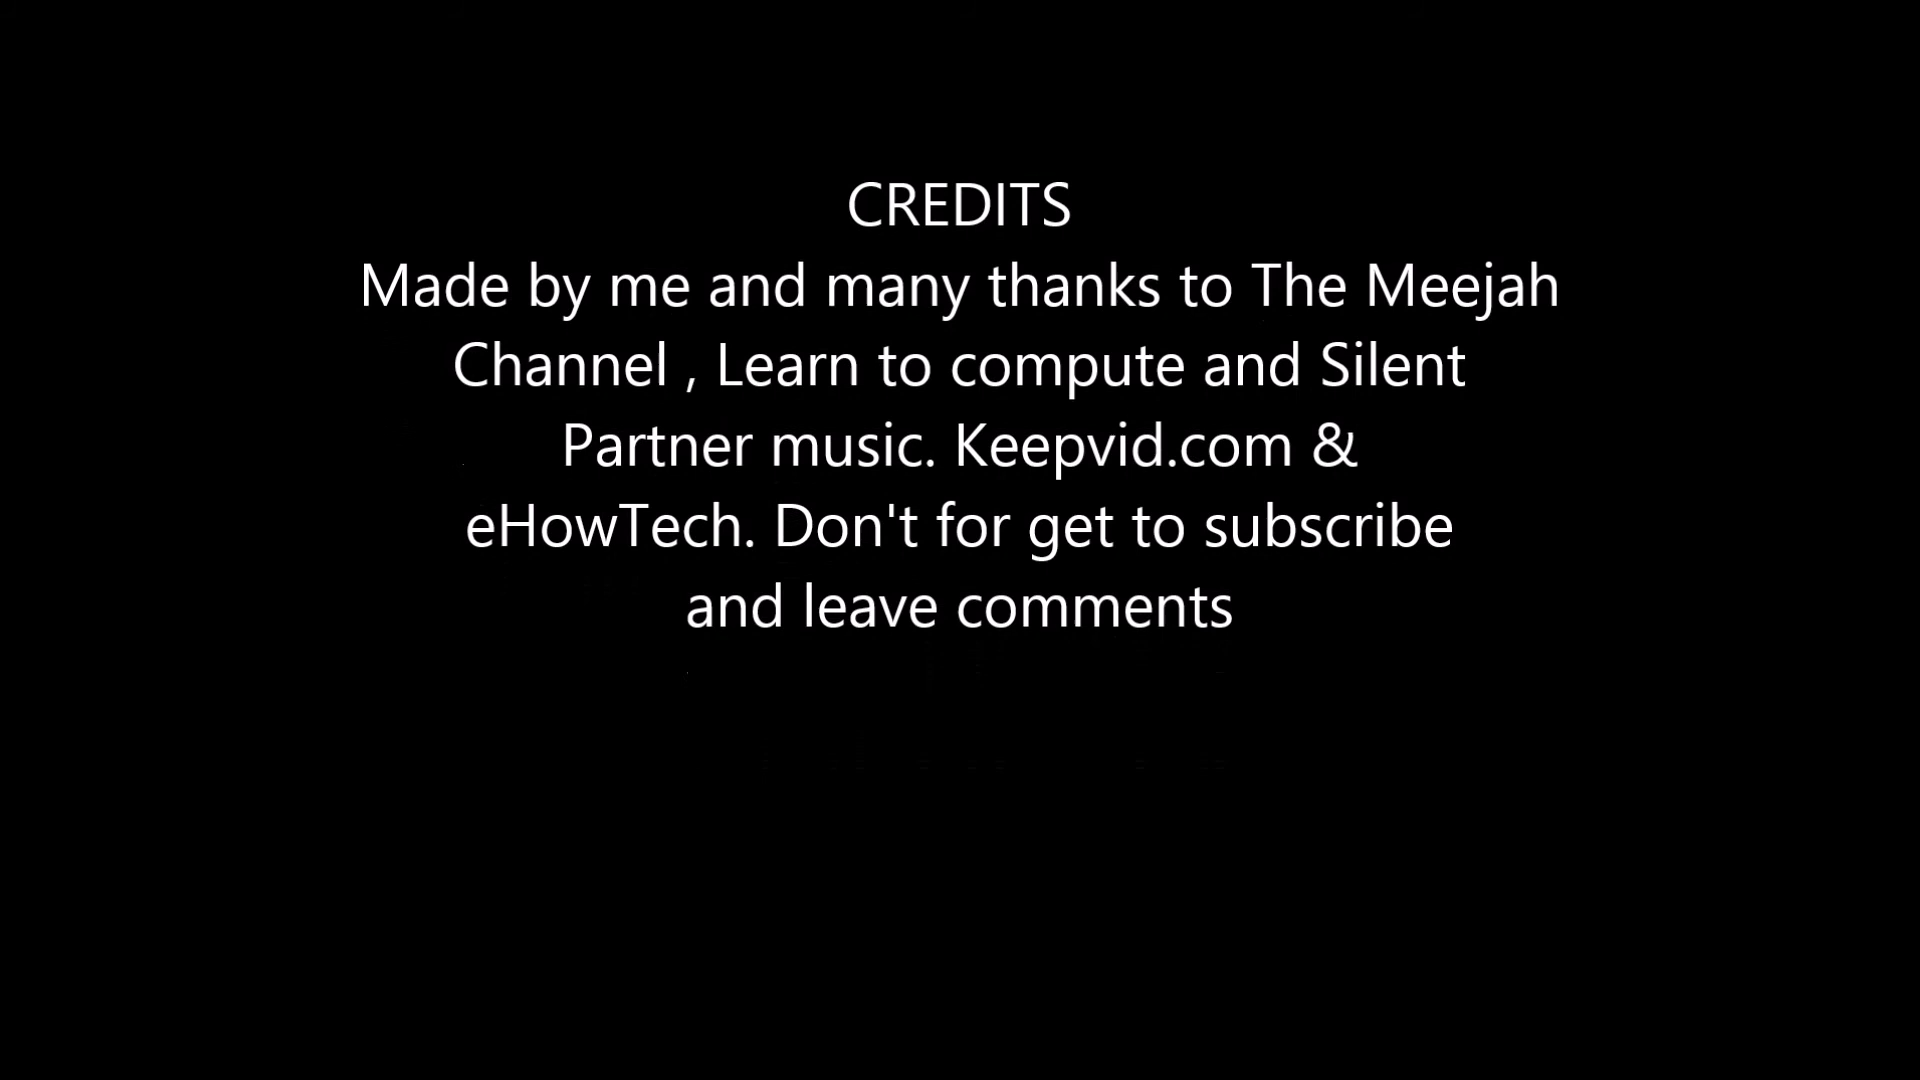 CREDITS
Made by me and many thanks to The Meejah
Channel , Learn to compute and Silent
Partner music. Keepvid.com &
eHowTech. Don't for get to subscribe
and leave comments